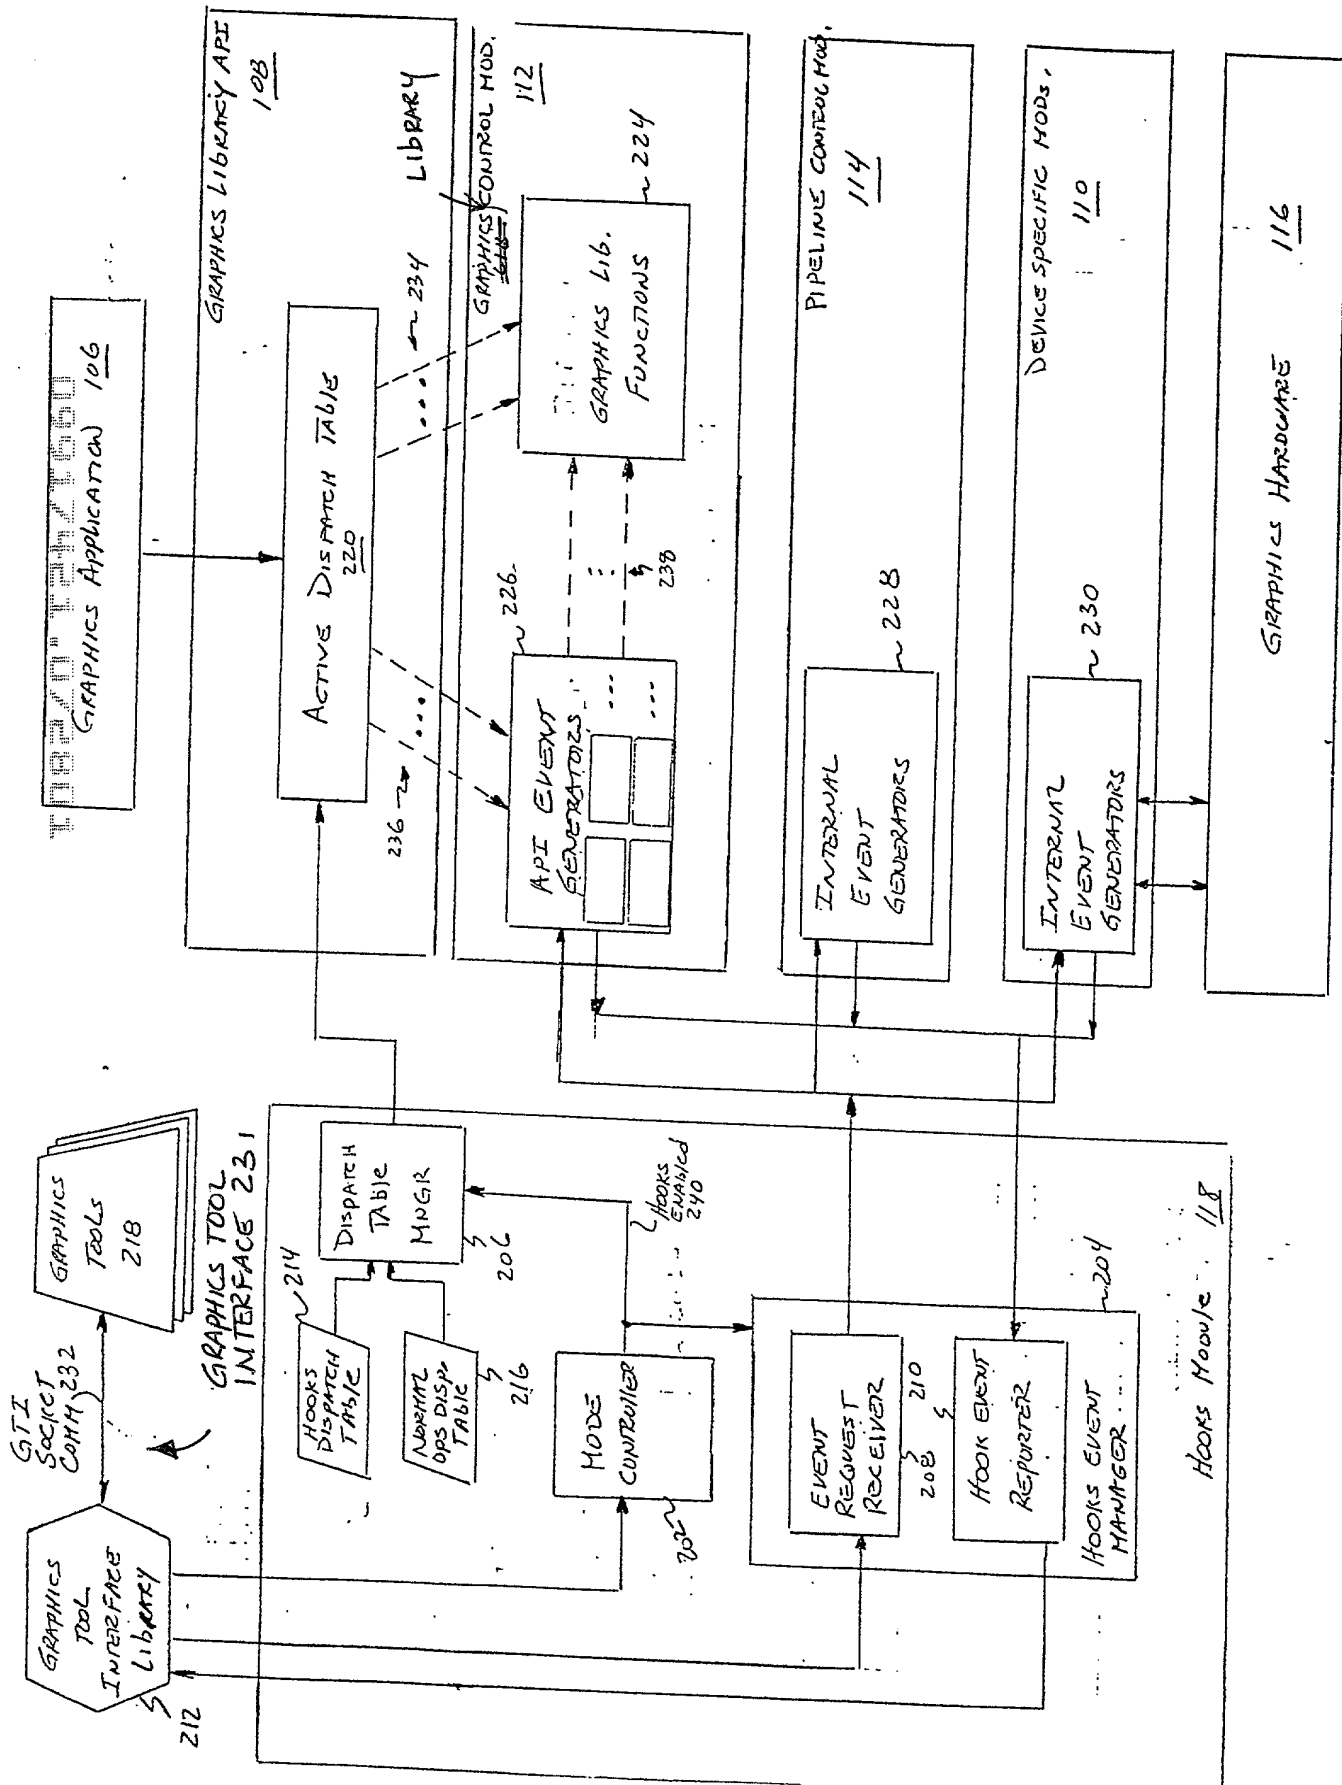 GRAPHICS
TOOL
INTERFACE
LIBRARY
212
GTI
SOCKET
COMM, 232
GRAPHICS
TOOLS
218
GRAPHICS TOOL
INTERFACE 231
GRAPHICS APPLICATION 106
GRAPHICS LIBRARY API
108
ACTIVE DISPATCH TABLE
220
236
234
HOOKS
DISPATCH
TABLE
214
NORMAL
OPS DISP.
TABLE
216
DISPATCH
TABLE
MNGR
206
MODE
CONTROLLER
202
HOOKS
ENABLED
240
LIBRARY
GRAPHICS CONTROL MOD.
112
API EVENT
GENERATORS
226
238
GRAPHICS LIB.
FUNCTIONS
224
EVENT
REQUEST
RECEIVER
208
210
HOOK EVENT
REPORTER
HOOKS EVENT
MANAGER
204
HOOKS MODULE
118
PIPELINE CONTROL MOD.
114
INTERNAL
EVENT
GENERATORS
228
DEVICE SPECIFIC MODS.
110
INTERNAL
EVENT
GENERATORS
230
GRAPHICS HARDWARE
116